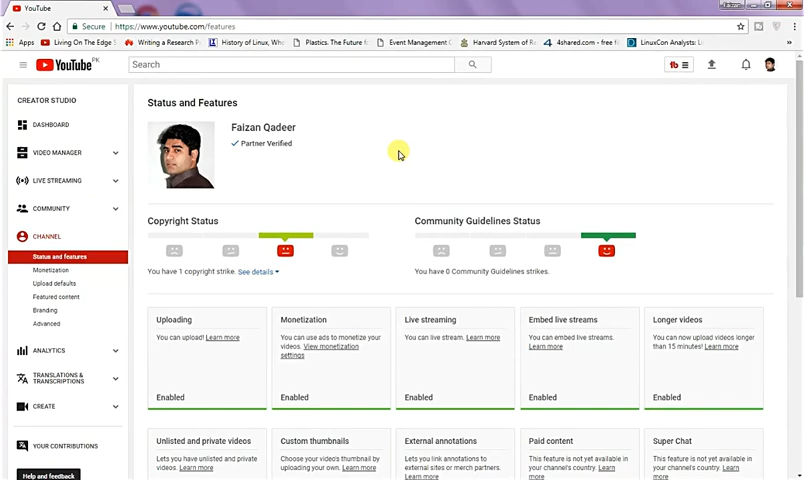 Faizan
YouTube
Secure
https://www.youtube.com/features
Apps
Living On The Edge
Writing a Research P
History of Linux, Who
Plastics. The Future f
Event Management C
Harvard System of Re
4shared.com - free f
LinuxCon Analysts: L
YouTube PK
Search
CREATOR STUDIO
DASHBOARD
VIDEO MANAGER
LIVE STREAMING
COMMUNITY
CHANNEL
Status and features
Monetization
Upload defaults
Featured content
Branding
Advanced
ANALYTICS
TRANSLATIONS &
TRANSCRIPTIONS
CREATE
YOUR CONTRIBUTIONS
Help and feedback
Status and Features
Faizan Qadeer
Partner Verified
Copyright Status
You have 1 copyright strike. See details
Community Guidelines Status
You have 0 Community Guidelines strikes.
Uploading
You can upload! Learn more
Enabled
Monetization
You can use ads to monetize your
videos. View monetization
settings
Enabled
Live streaming
You can live stream. Learn more
Enabled
Embed live streams
You can embed live streams.
Learn more
Enabled
Longer videos
You can now upload videos longer
than 15 minutes! Learn more
Enabled
Unlisted and private videos
Lets you have unlisted and private
videos. Learn more
Custom thumbnails
Choose your videos' thumbnail by
uploading your own. Learn more
External annotations
Lets you link annotations to
external sites or merch partners.
Learn more
Paid content
This feature is not yet available in
your channel's country. Learn
more
Super Chat
This feature is not yet available in
your channel's country. Learn
more